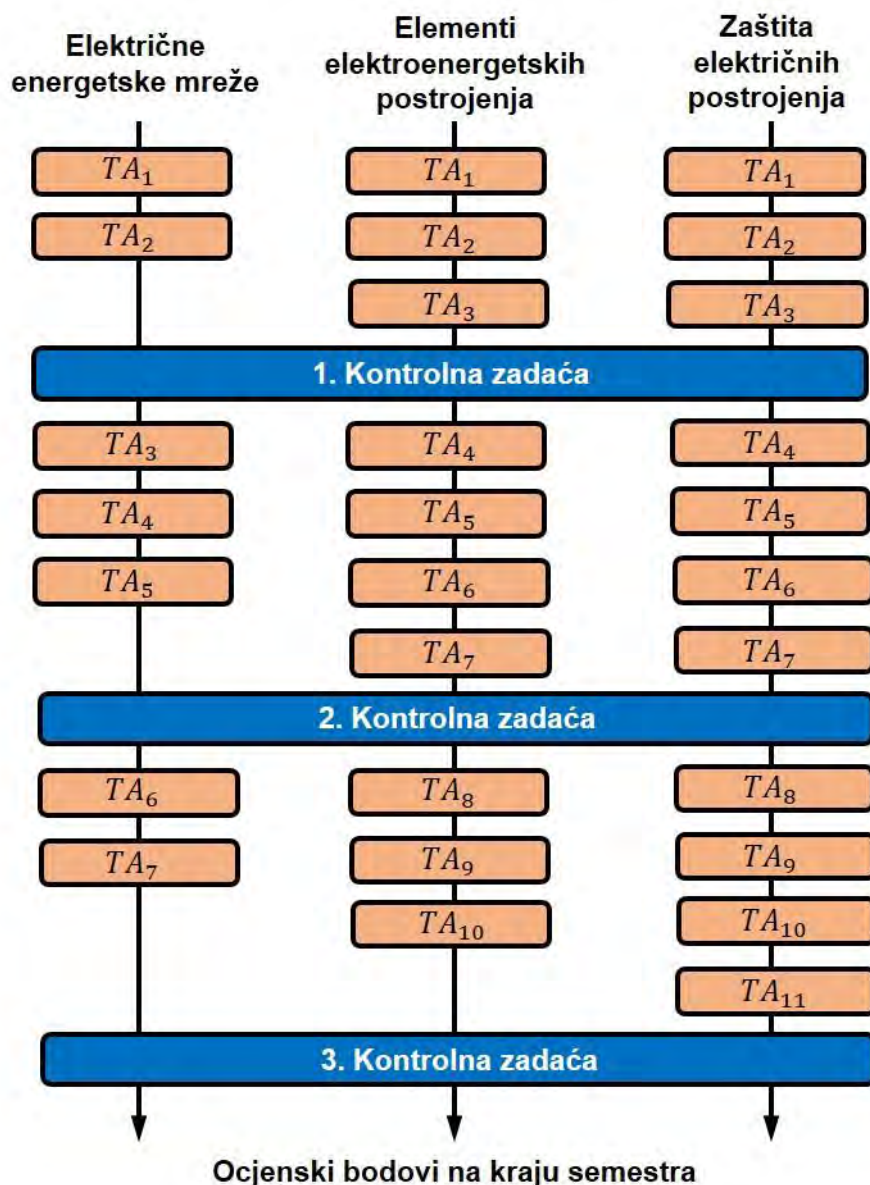 Električne
energetske mreže
Elementi
elektroenergetskih
postrojenja
Zaštita
električnih
postrojenja
TA₁ TA₁ TA₁
TA₂ TA₂ TA₂
TA₃ TA₃
1. Kontrolna zadaća
TA₃ TA₄ TA₄
TA₄ TA₅ TA₅
TA₅ TA₆ TA₆
TA₇ TA₇
2. Kontrolna zadaća
TA₆ TA₈ TA₈
TA₇ TA₉ TA₉
TA₁₀ TA₁₀
TA₁₁
3. Kontrolna zadaća
Ocjenski bodovi na kraju semestra